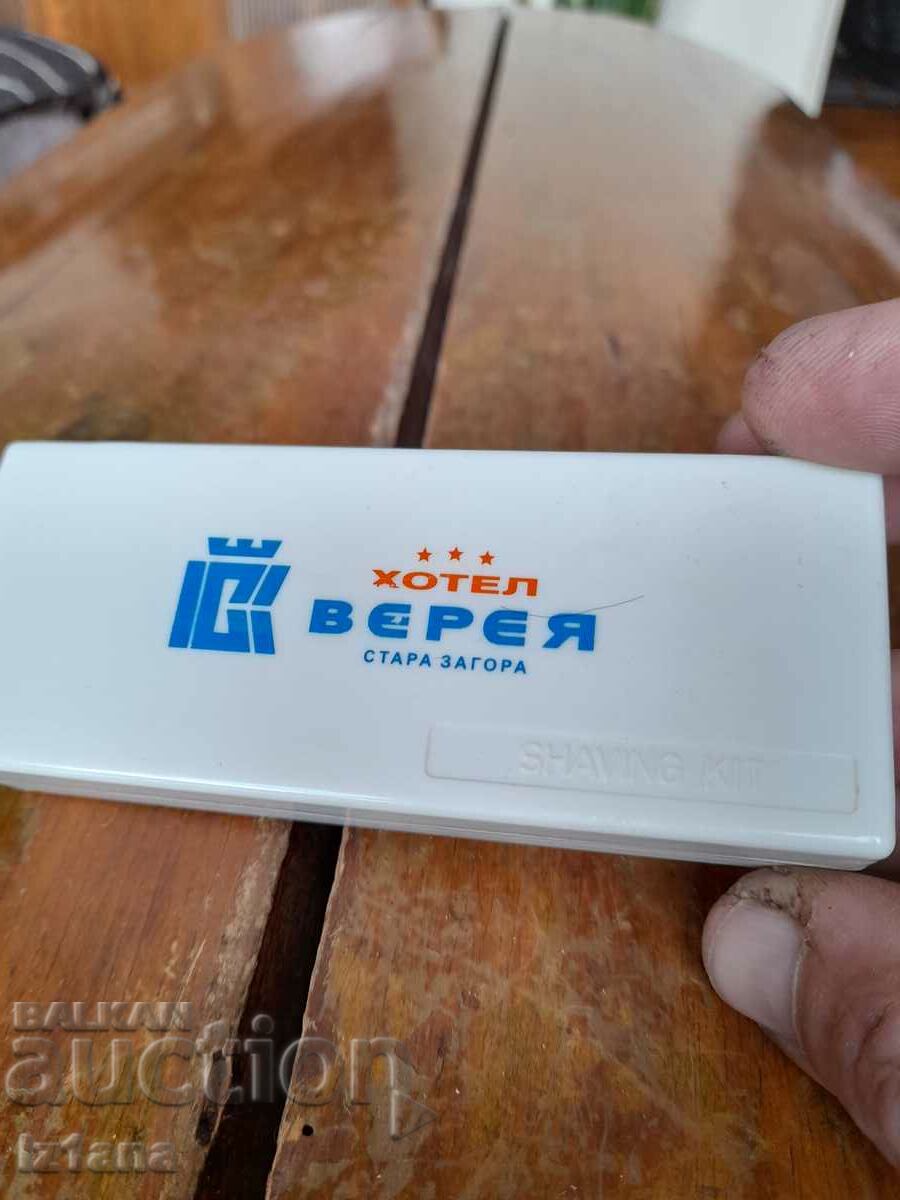 ХОТЕЛ
ВЕРЕЯ
СТАРА ЗАГОРА
SHAVING KIT
BALKAN
auction
iz1ana